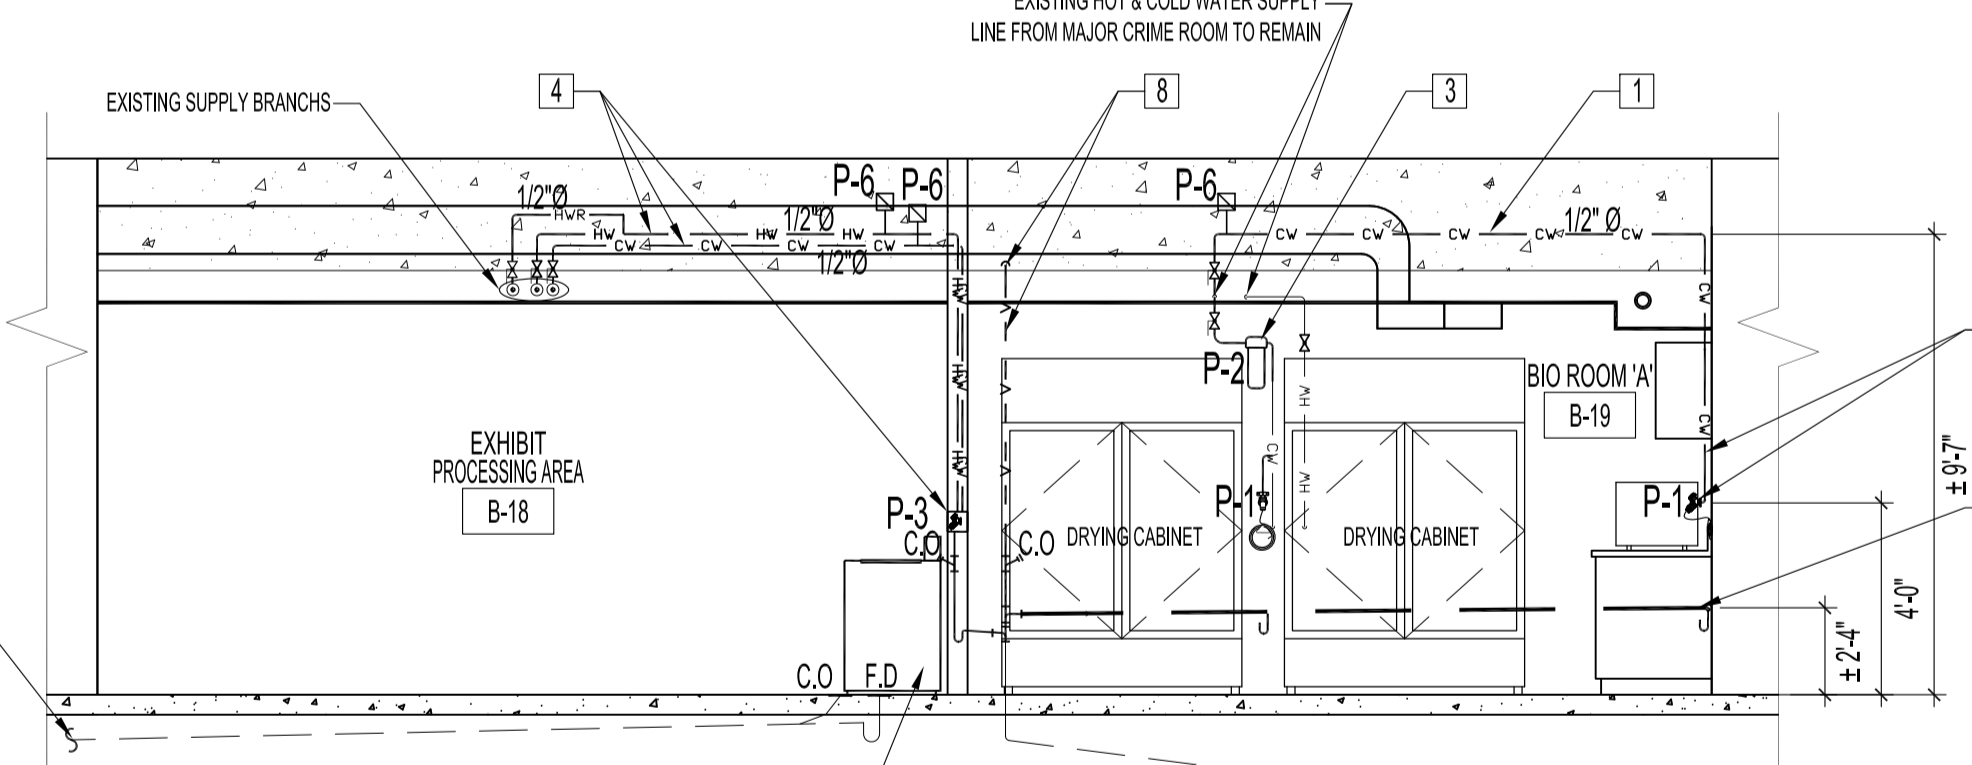 EXISTING HOT & COLD WATER SUPPLY
LINE FROM MAJOR CRIME ROOM TO REMAIN
EXISTING SUPPLY BRANCHS
4
8
3
1
P-6
P-6
P-6
1/2"Ø
HWR
1/2"Ø
HW
HW
HW
CW
CW
CW
CW
1/2"Ø
CW
CW
CW
CW
1/2" Ø
CW
HW
HW
HW
V
V
V
CW
CW
P-2
HW
HW
CW
BIO ROOM 'A'
B-19
EXHIBIT
PROCESSING AREA
B-18
P-3
C.O
C.O
P-1
P-1
DRYING CABINET
DRYING CABINET
C.O
F.D
± 2'-4"
4'-0"
± 9'-7"